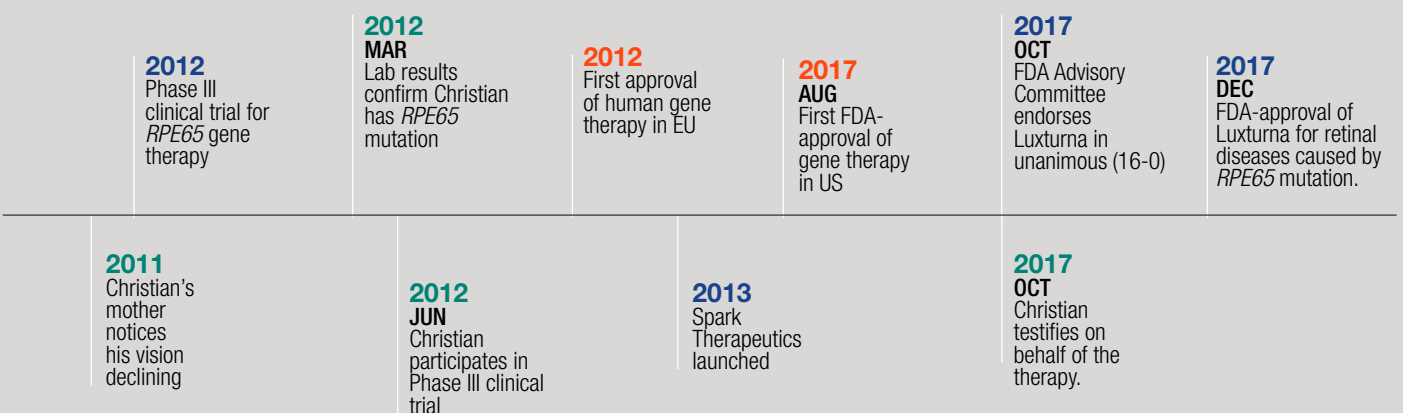 2012
Phase III
clinical trial for
RPE65 gene
therapy
2012
MAR
Lab results
confirm Christian
has RPE65
mutation
2012
First approval
of human gene
therapy in EU
2017
AUG
First FDA-
approval of
gene therapy
in US
2017
OCT
FDA Advisory
Committee
endorses
Luxturna in
unanimous (16-0)
2017
DEC
FDA-approval of
Luxturna for retinal
diseases caused by
RPE65 mutation.
2011
Christian's
mother
notices
his vision
declining
2012
JUN
Christian
participates in
Phase III clinical
trial
2013
Spark
Therapeutics
launched
2017
OCT
Christian
testifies on
behalf of the
therapy.